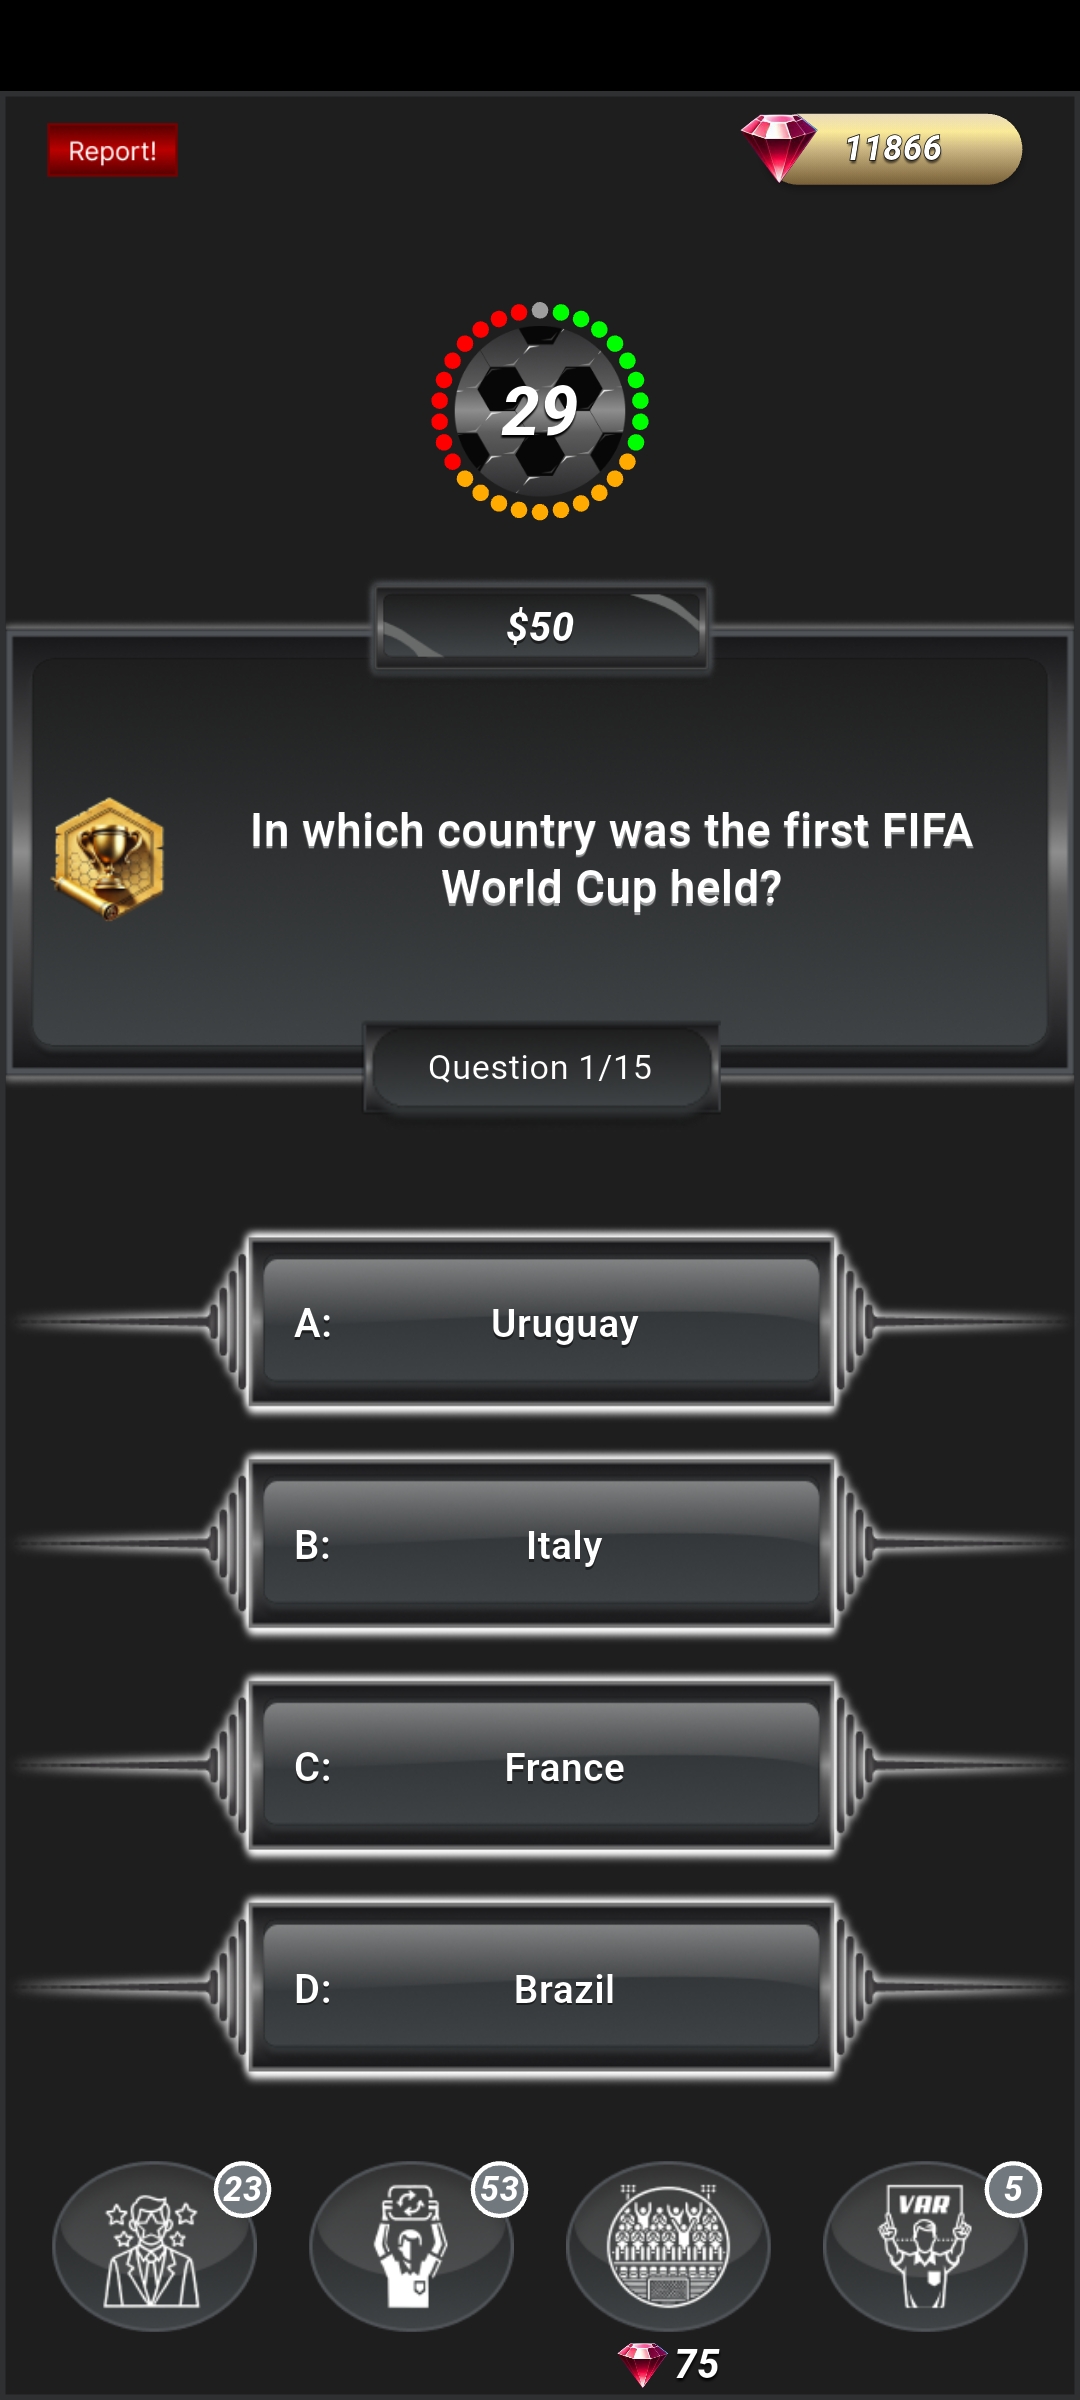 Report!
11866
29
$50
In which country was the first FIFA
World Cup held?
Question 1/15
A: Uruguay
B: Italy
C: France
D: Brazil
23
53
VAR
5
75